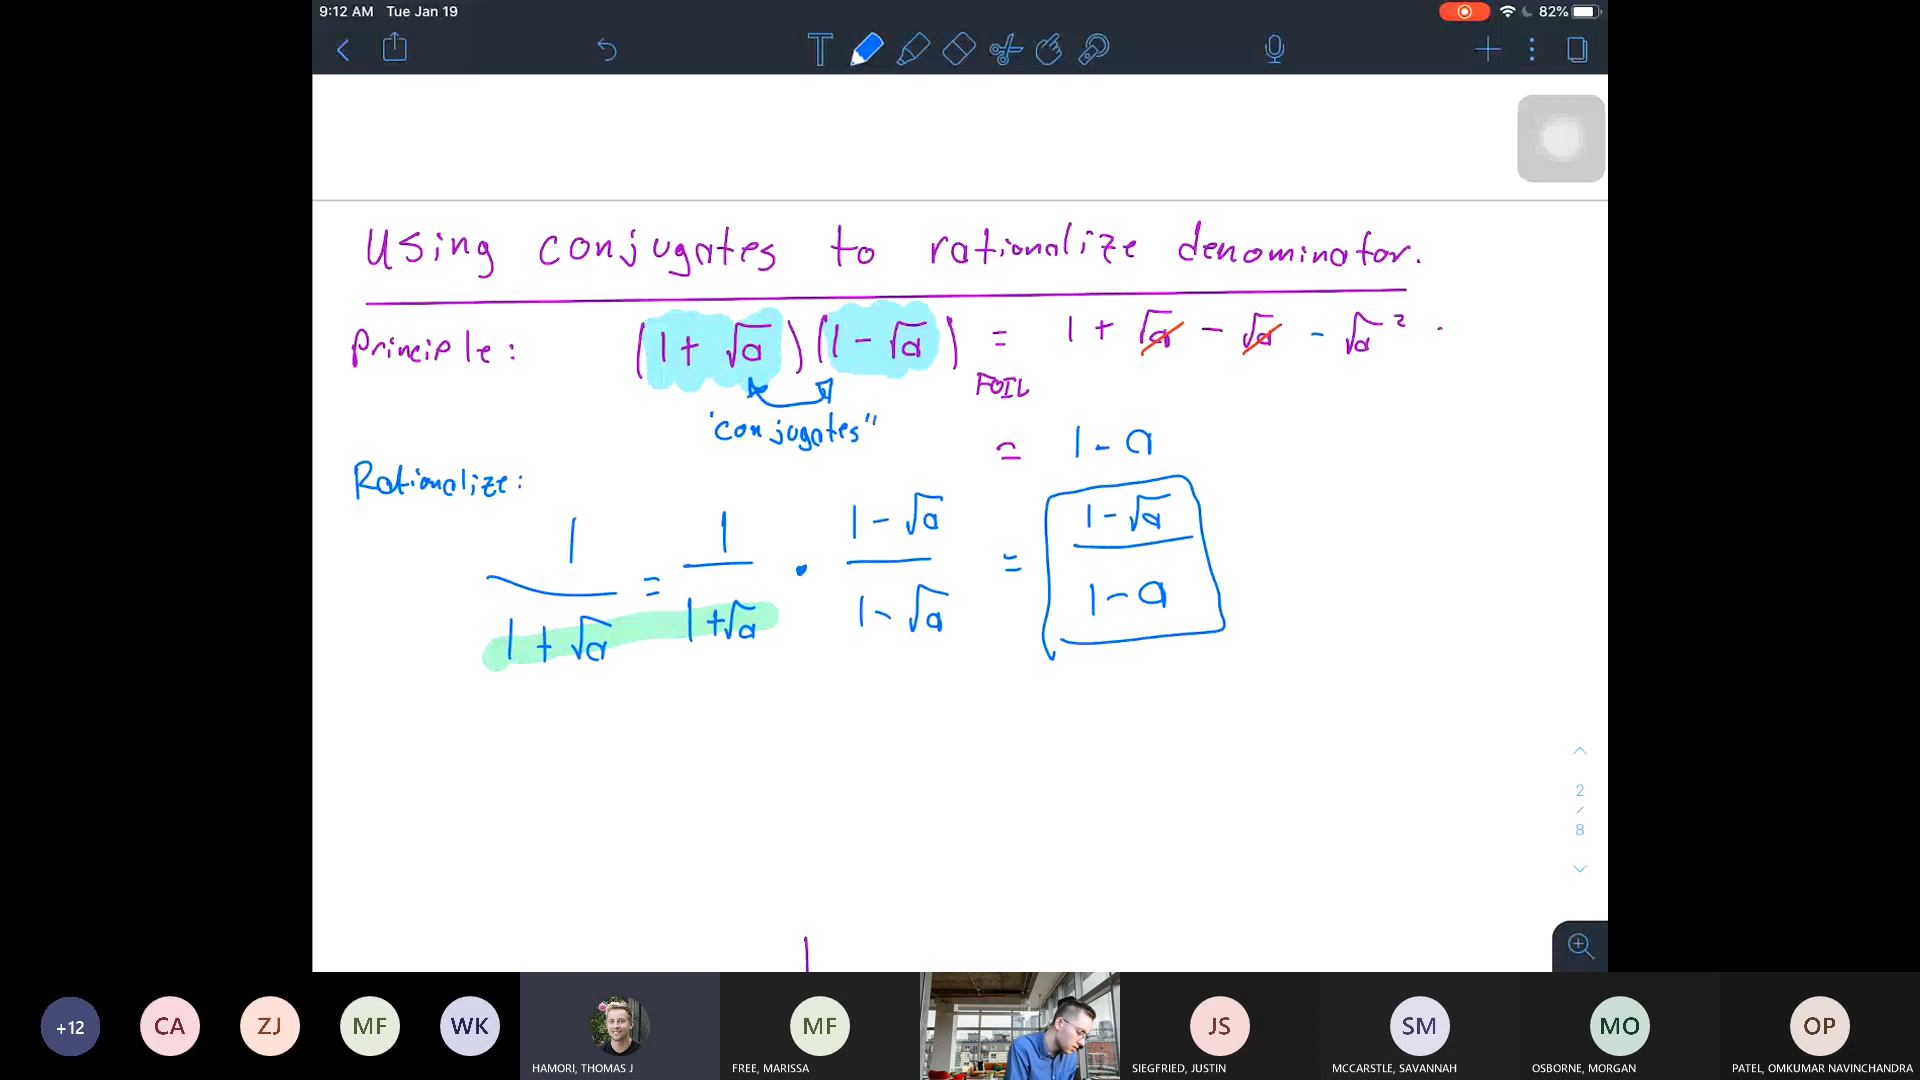 9:12 AM Tue Jan 19 82%
Using conjugates to rationalize denominator.
Principle: (1 + √a)(1 - √a) = 1 + √a - √a - √a²
FOIL
"conjugates"
= 1 - a
Rationalize:
1/(1 + √a) = 1/(1 + √a) · (1 - √a)/(1 - √a) = (1 - √a)/(1 - a)
2
/
8
+12 CA ZJ MF WK MF JS SM MO OP
HAMORI, THOMAS J FREE, MARISSA SIEGFRIED, JUSTIN MCCARSTLE, SAVANNAH OSBORNE, MORGAN PATEL, OMKUMAR NAVINCHANDRA